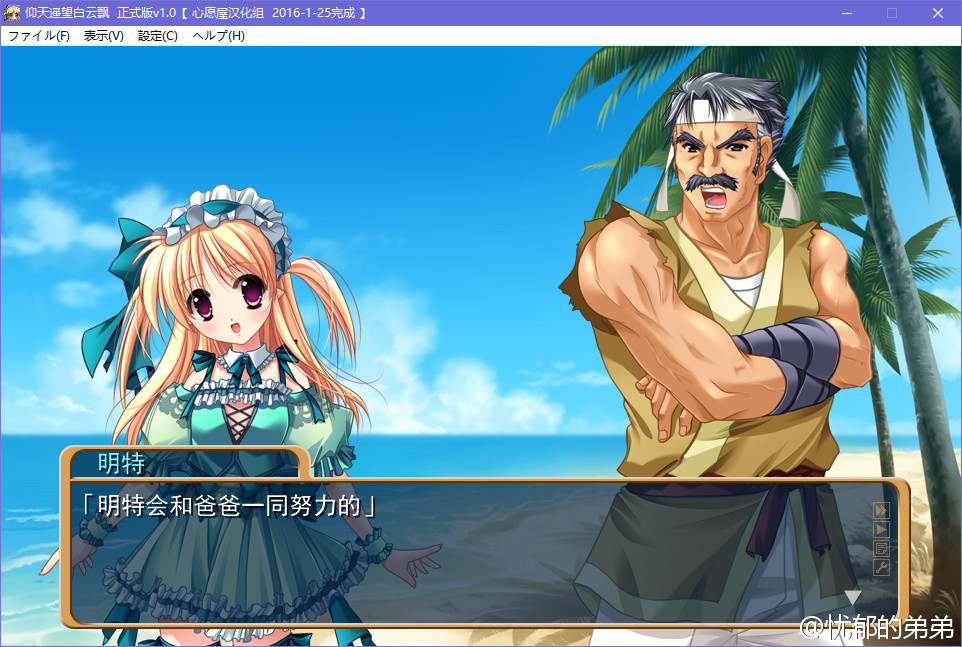 仰天遥望白云飘 正式版v1.0【 心愿屋汉化组 2016-1-25完成 】
ファイル(F) 表示(V) 設定(C) ヘルプ(H)
明特
「明特会和爸爸一同努力的」
@忧郁的弟弟